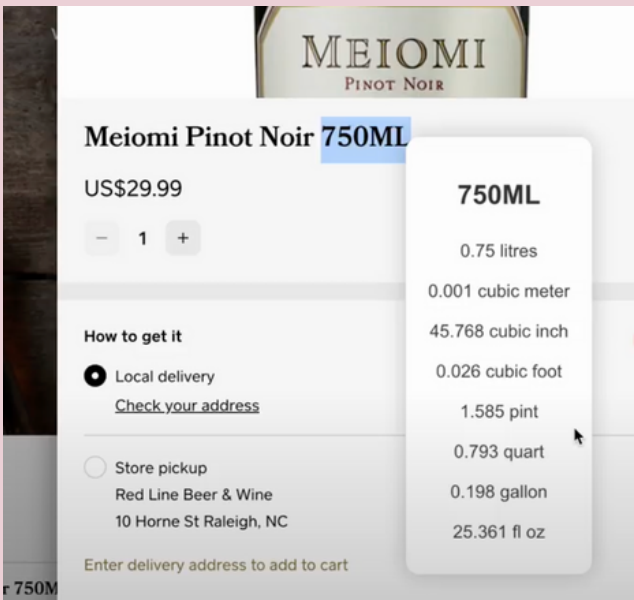 MEIOMI
PINOT NOIR
Meiomi Pinot Noir 750ML
US$29.99
− 1 +
How to get it
Local delivery
Check your address
Store pickup
Red Line Beer & Wine
10 Horne St Raleigh, NC
Enter delivery address to add to cart
750ML
0.75 litres
0.001 cubic meter
45.768 cubic inch
0.026 cubic foot
1.585 pint
0.793 quart
0.198 gallon
25.361 fl oz
r 750M